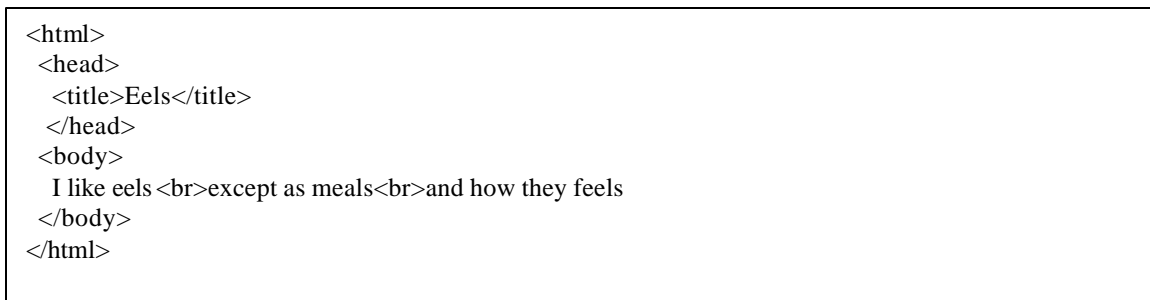 <html>
<head>
<title>Eels</title>
</head>
<body>
I like eels <br>except as meals<br>and how they feels
</body>
</html>